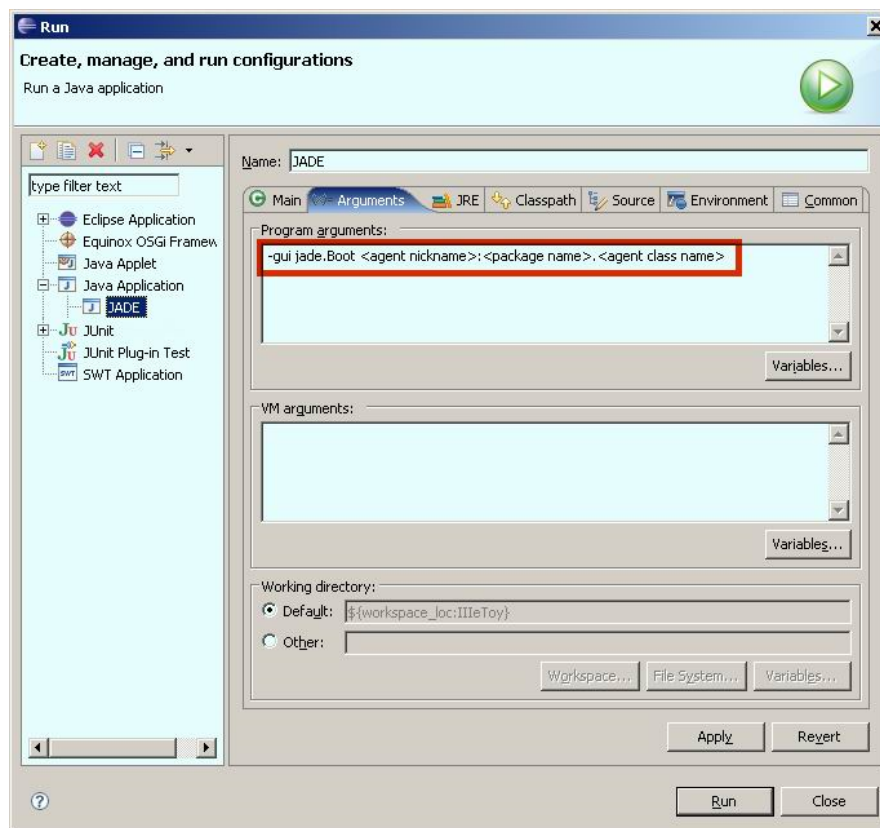 Run
Create, manage, and run configurations
Run a Java application
type filter text
Eclipse Application
Equinox OSGi Framew
Java Applet
Java Application
JADE
JUnit
JUnit Plug-in Test
SWT Application
Name: JADE
Main Arguments JRE Classpath Source Environment Common
Program arguments:
-gui jade.Boot <agent nickname>:<package name>.<agent class name>
Variables...
VM arguments:
Variables...
Working directory:
Default: ${workspace_loc:IIIeToy}
Other:
Workspace... File System... Variables...
Apply Revert
Run Close